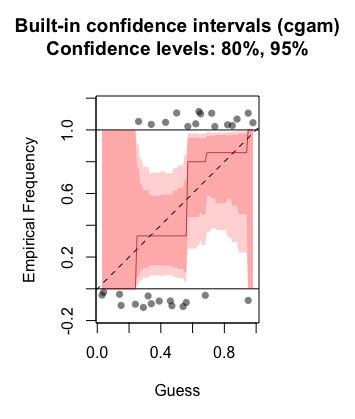 Built-in confidence intervals (cgam)
Confidence levels: 80%, 95%
Empirical Frequency
1.0
0.6
0.2
-0.2
0.0
0.4
0.8
Guess